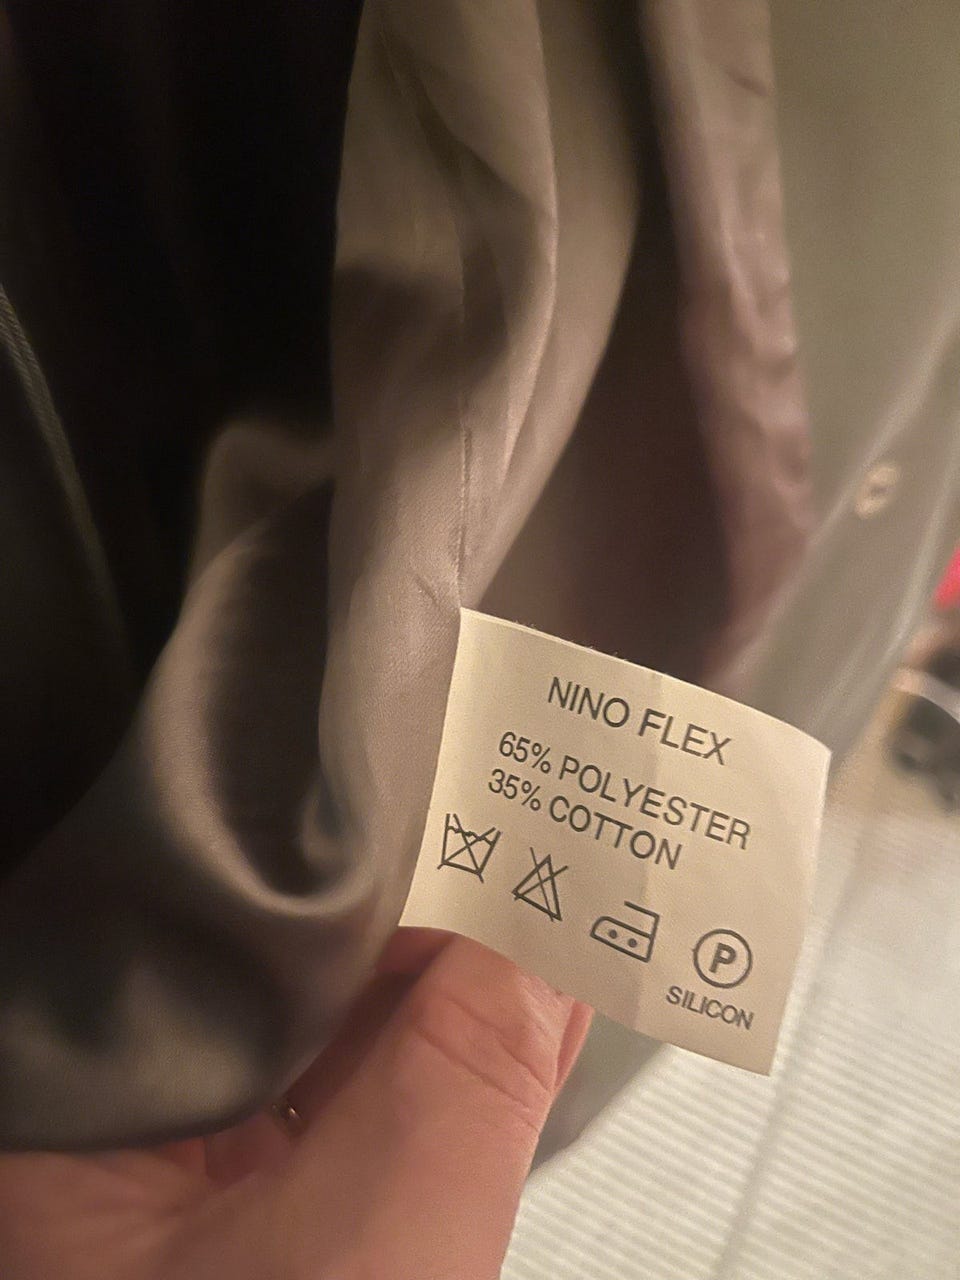 NINO FLEX
65% POLYESTER
35% COTTON
P
SILICON